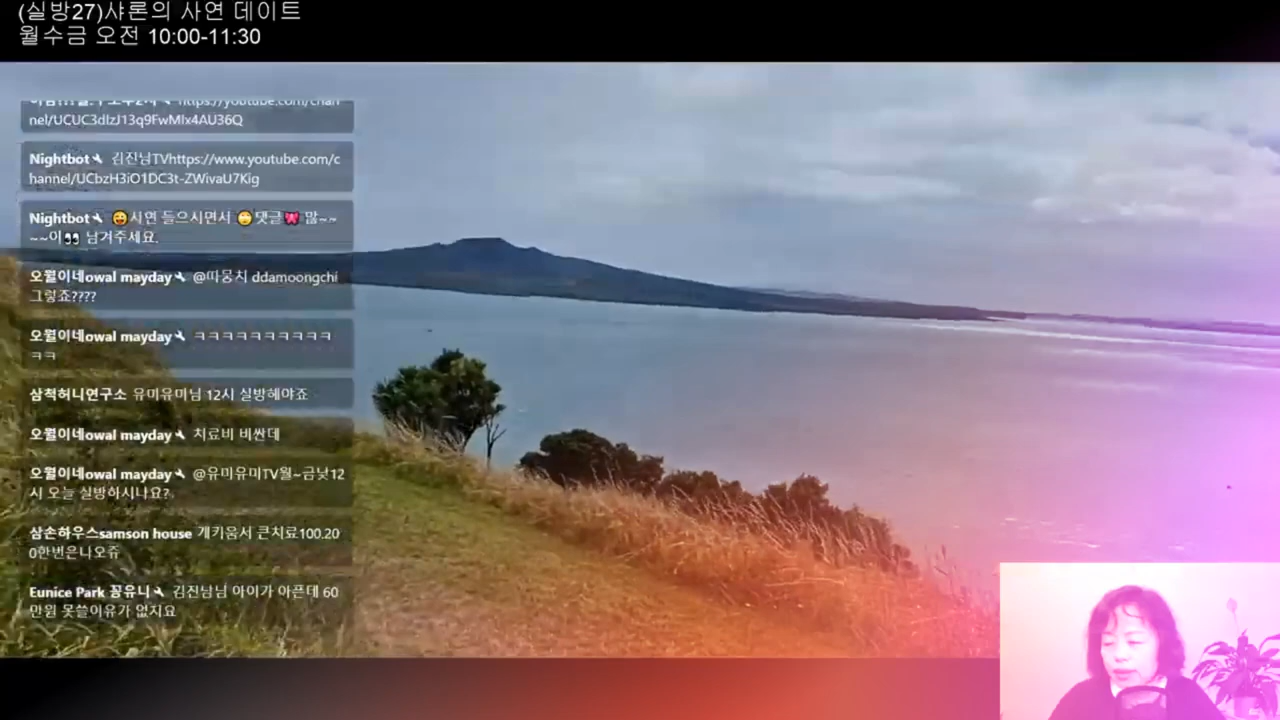 (실방27)샤론의 사연 데이트
월수금 오전 10:00-11:30
https://youtube.com/chan
nel/UCUC3dlzJ13q9FwMlx4AU36Q
Nightbot 김진님TVhttps://www.youtube.com/c
hannel/UCbzH3iO1DC3t-ZWivaU7Kig
Nightbot 😜사연 들으시면서 🙄댓글🎀 많~~
~~이👀 남겨주세요.
오월이네owal mayday @따뭉치 ddamoongchi
그렇죠????
오월이네owal mayday ㅋㅋㅋㅋㅋㅋㅋㅋㅋㅋ
ㅋㅋ
삼척허니연구소 유미유미님 12시 실방해야죠
오월이네owal mayday 치료비 비싼데
오월이네owal mayday @유미유미TV월~금낮12
시 오늘 실방하시나요?
삼손하우스samson house 개키움서 큰치료100.20
0한번은나오쥬
Eunice Park 꽁유니 김진님님 아이가 아픈데 60
만원 못쓸이유가 없지요